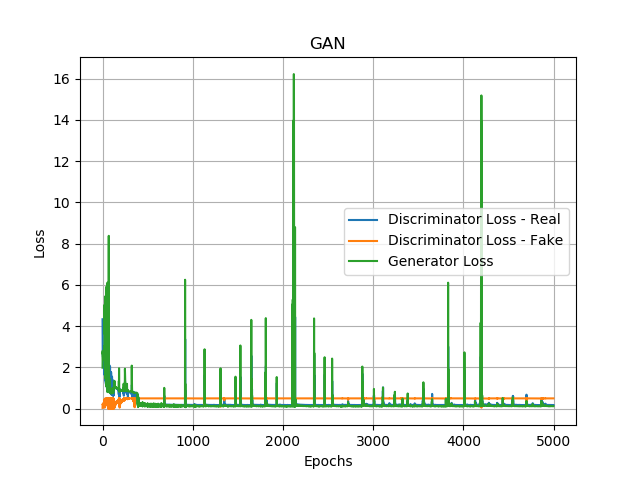 GAN
16
14
12
10
8
6
4
2
0
Loss
Discriminator Loss - Real
Discriminator Loss - Fake
Generator Loss
0 1000 2000 3000 4000 5000
Epochs